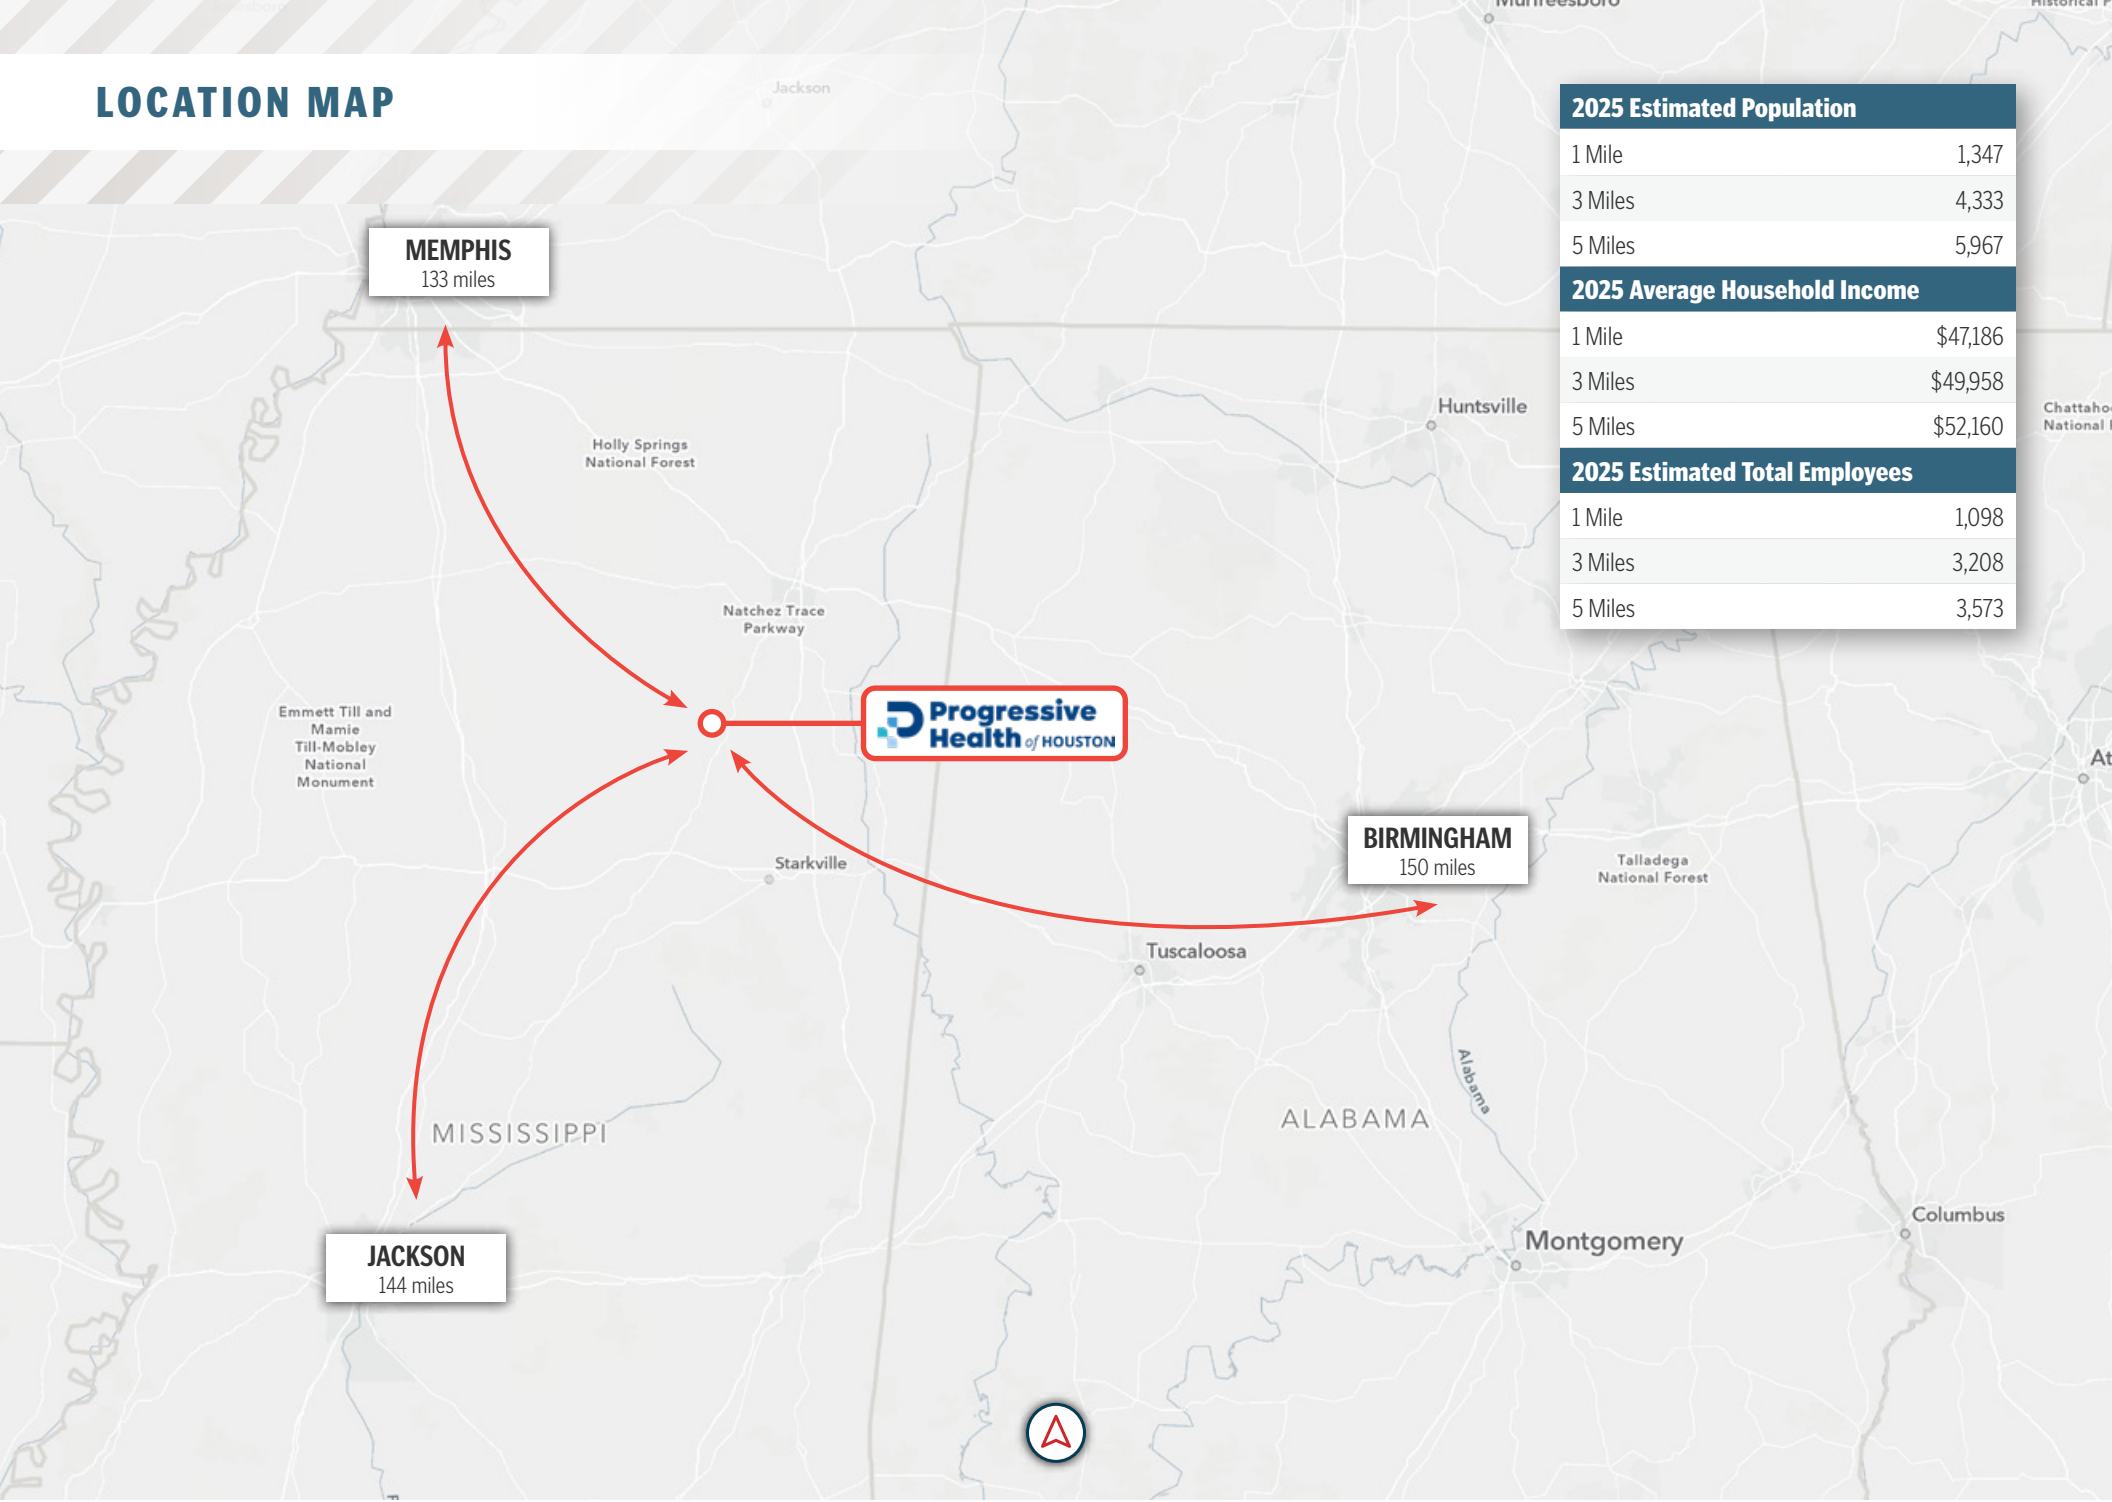 LOCATION MAP
Jackson
2025 Estimated Population
1 Mile 1,347
3 Miles 4,333
5 Miles 5,967
2025 Average Household Income
1 Mile $47,186
3 Miles $49,958
5 Miles $52,160
2025 Estimated Total Employees
1 Mile 1,098
3 Miles 3,208
5 Miles 3,573
MEMPHIS
133 miles
Huntsville
Holly Springs
National Forest
Natchez Trace
Parkway
Emmett Till and
Mamie
Till-Mobley
National
Monument
Progressive
Health of HOUSTON
BIRMINGHAM
150 miles
Starkville
Talladega
National Forest
Tuscaloosa
Alabama
MISSISSIPPI
ALABAMA
JACKSON
144 miles
Montgomery
Columbus